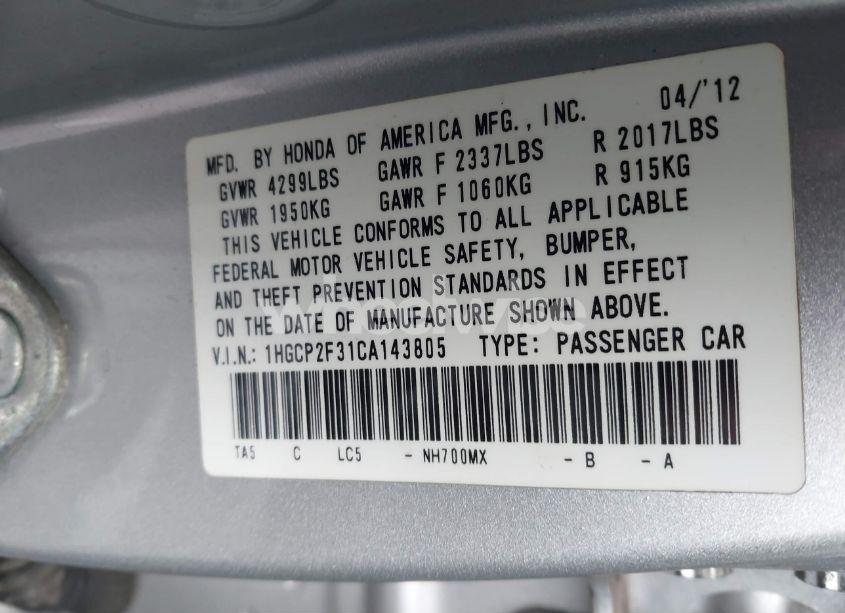 04/'12
MFD. BY HONDA OF AMERICA MFG., INC.
GVWR 4299LBS GAWR F 2337LBS R 2017LBS
GVWR 1950KG GAWR F 1060KG R 915KG
THIS VEHICLE CONFORMS TO ALL APPLICABLE
FEDERAL MOTOR VEHICLE SAFETY, BUMPER,
AND THEFT PREVENTION STANDARDS IN EFFECT
ON THE DATE OF MANUFACTURE SHOWN ABOVE.
V.I.N.: 1HGCP2F31CA143805 TYPE: PASSENGER CAR
TA5 C LC5 - NH700MX - B - A